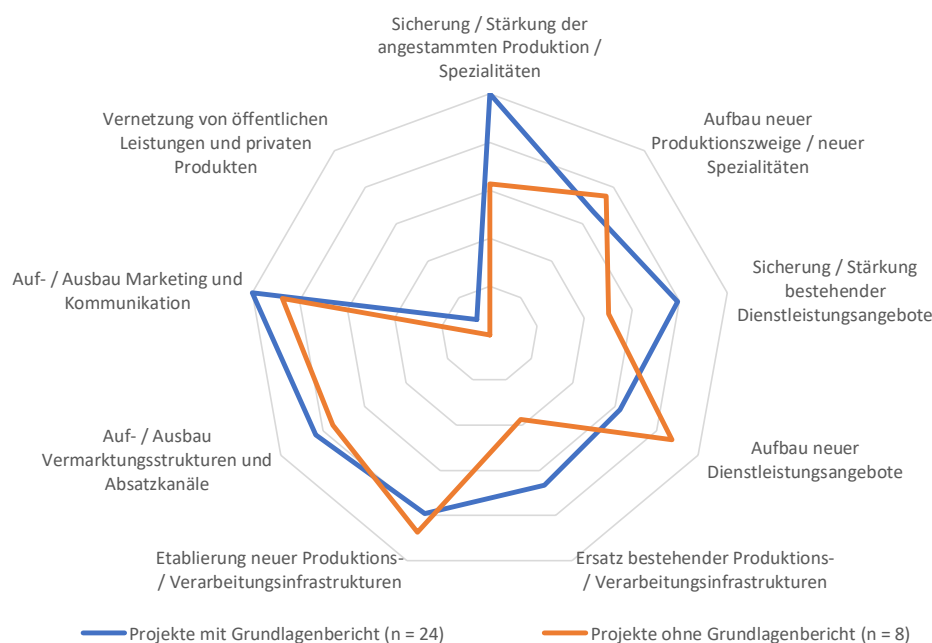 Sicherung / Stärkung der
angestammten Produktion /
Spezialitäten
Aufbau neuer
Produktionszweige / neuer
Spezialitäten
Sicherung / Stärkung
bestehender
Dienstleistungsangebote
Aufbau neuer
Dienstleistungsangebote
Ersatz bestehender Produktions-
/ Verarbeitungsinfrastrukturen
Etablierung neuer Produktions-
/ Verarbeitungsinfrastrukturen
Auf- / Ausbau
Vermarktungsstrukturen und
Absatzkanäle
Auf- / Ausbau Marketing und
Kommunikation
Vernetzung von öffentlichen
Leistungen und privaten
Produkten
Projekte mit Grundlagenbericht (n = 24)
Projekte ohne Grundlagenbericht (n = 8)